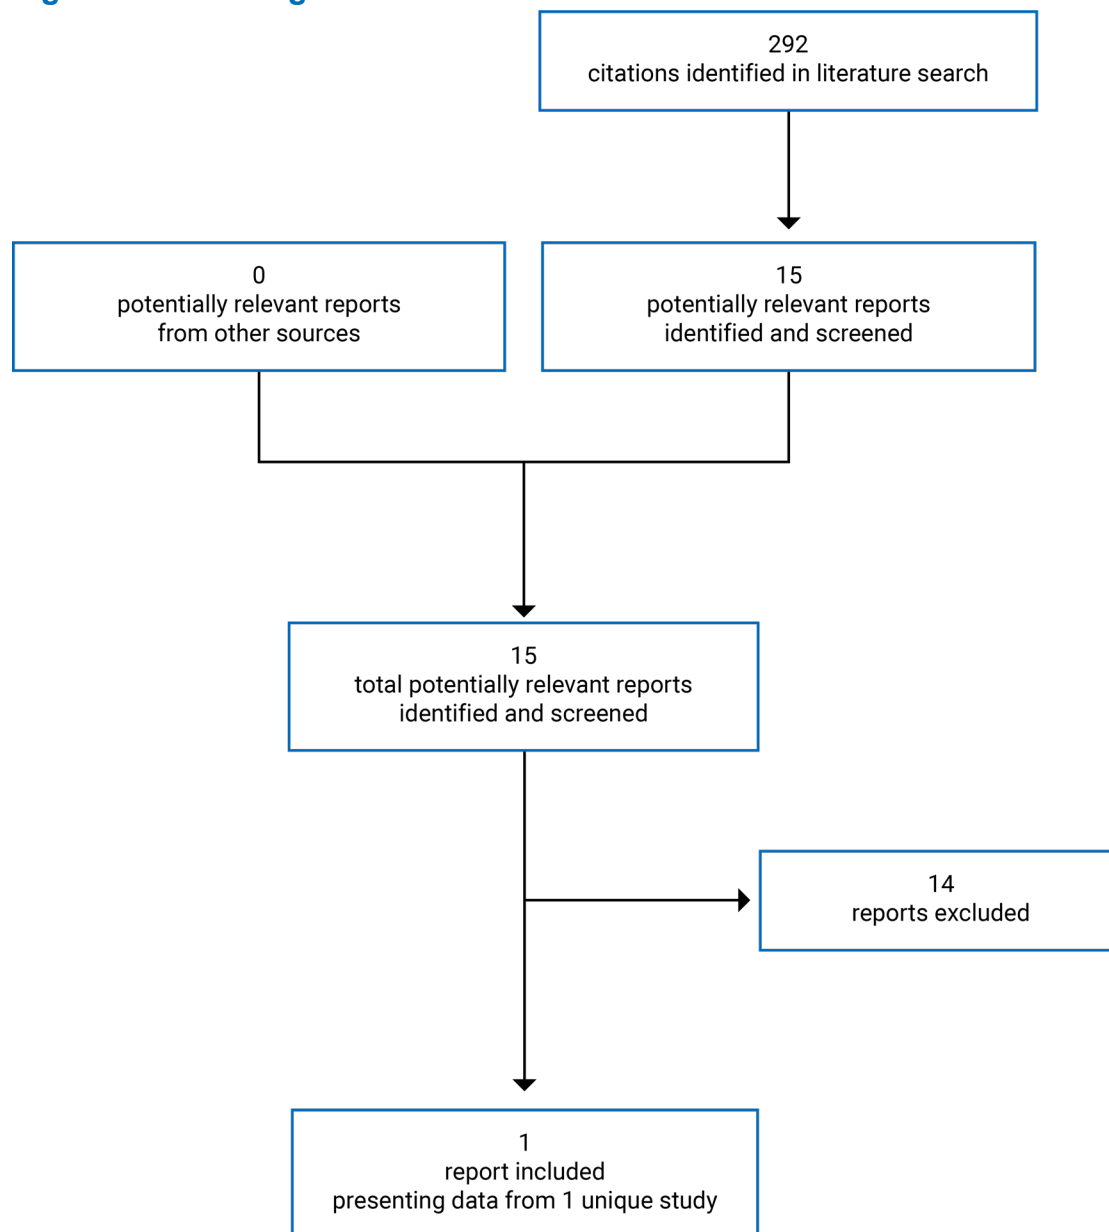 292
citations identified in literature search
0
potentially relevant reports
from other sources
15
potentially relevant reports
identified and screened
15
total potentially relevant reports
identified and screened
14
reports excluded
1
report included
presenting data from 1 unique study